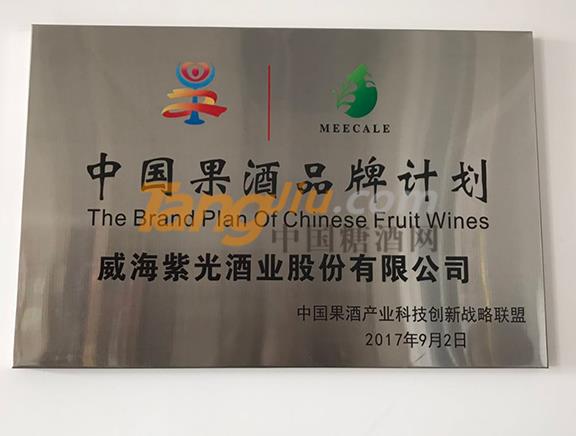 MEECALE
中国果酒品牌计划
The Brand Plan Of Chinese Fruit Wines
TangJiu.com
中国糖酒网
威海紫光酒业股份有限公司
中国果酒产业科技创新战略联盟
2017年9月2日